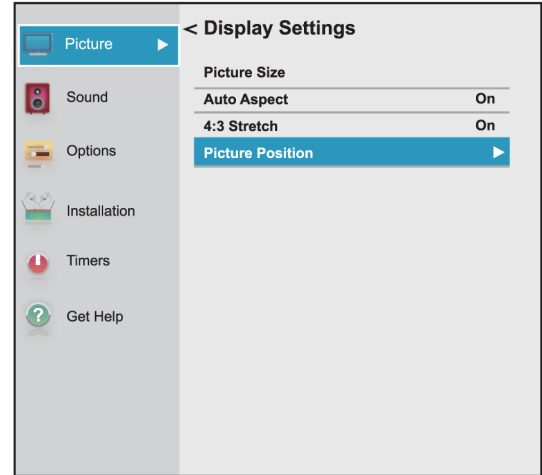 Picture
Sound
Options
Installation
Timers
Get Help
< Display Settings
Picture Size
Auto Aspect On
4:3 Stretch On
Picture Position